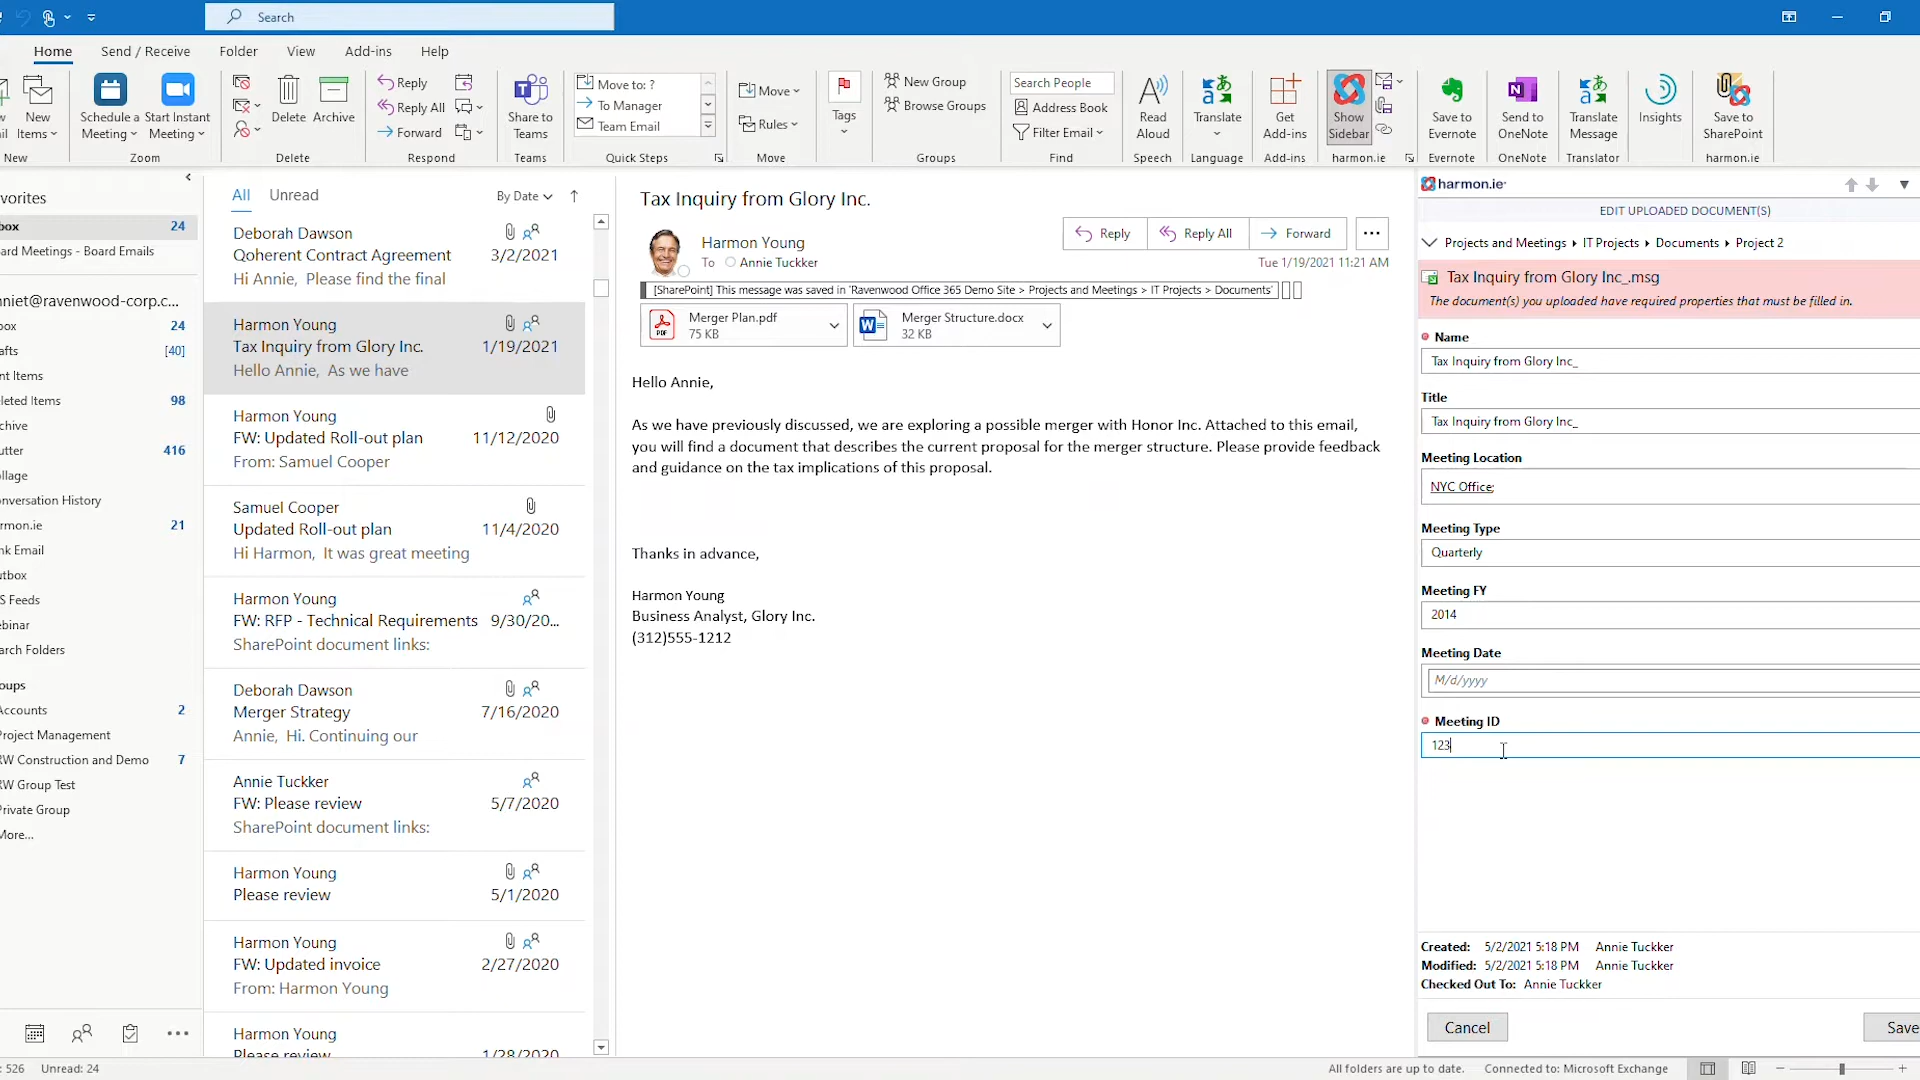 Search
Home
Send / Receive
Folder
View
Add-ins
Help
New
Items
New
Schedule a
Meeting
Start Instant
Meeting
Zoom
Delete
Archive
Delete
Reply
Reply All
Forward
Respond
Share to
Teams
Teams
Move to: ?
To Manager
Team Email
Quick Steps
Move
Rules
Move
Tags
New Group
Browse Groups
Groups
Search People
Address Book
Filter Email
Find
Read
Aloud
Speech
Translate
Language
Get
Add-ins
Add-ins
Show
Sidebar
harmon.ie
Save to
Evernote
Evernote
Send to
OneNote
OneNote
Translate
Message
Translator
Insights
Save to
SharePoint
harmon.ie
vorites
box 24
ard Meetings - Board Emails
nniet@ravenwood-corp.c...
box 24
afts [40]
nt Items
leted Items 98
chive
utter 416
llage
nversation History
rmon.ie 21
nk Email
utbox
S Feeds
ebinar
arch Folders
oups
Accounts 2
Project Management
RW Construction and Demo 7
RW Group Test
Private Group
More...
All
Unread
By Date
Deborah Dawson
Qoherent Contract Agreement 3/2/2021
Hi Annie, Please find the final
Harmon Young
Tax Inquiry from Glory Inc. 1/19/2021
Hello Annie, As we have
Harmon Young
FW: Updated Roll-out plan 11/12/2020
From: Samuel Cooper
Samuel Cooper
Updated Roll-out plan 11/4/2020
Hi Harmon, It was great meeting
Harmon Young
FW: RFP - Technical Requirements 9/30/20...
SharePoint document links:
Deborah Dawson
Merger Strategy 7/16/2020
Annie, Hi. Continuing our
Annie Tuckker
FW: Please review 5/7/2020
SharePoint document links:
Harmon Young
Please review 5/1/2020
Harmon Young
FW: Updated invoice 2/27/2020
From: Harmon Young
Harmon Young
Please review 1/28/2020
Tax Inquiry from Glory Inc.
Harmon Young
To Annie Tuckker
Reply
Reply All
Forward
...
Tue 1/19/2021 11:21 AM
[SharePoint] This message was saved in 'Ravenwood Office 365 Demo Site > Projects and Meetings > IT Projects > Documents'
PDF
Merger Plan.pdf
75 KB
Merger Structure.docx
32 KB
Hello Annie,
As we have previously discussed, we are exploring a possible merger with Honor Inc. Attached to this email,
you will find a document that describes the current proposal for the merger structure. Please provide feedback
and guidance on the tax implications of this proposal.
Thanks in advance,
Harmon Young
Business Analyst, Glory Inc.
(312)555-1212
harmon.ie
EDIT UPLOADED DOCUMENT(S)
Projects and Meetings IT Projects Documents Project 2
Tax Inquiry from Glory Inc_.msg
The document(s) you uploaded have required properties that must be filled in.
Name
Tax Inquiry from Glory Inc_
Title
Tax Inquiry from Glory Inc_
Meeting Location
NYC Office;
Meeting Type
Quarterly
Meeting FY
2014
Meeting Date
M/d/yyyy
Meeting ID
123
Created: 5/2/2021 5:18 PM Annie Tuckker
Modified: 5/2/2021 5:18 PM Annie Tuckker
Checked Out To: Annie Tuckker
Cancel
Save
: 526 Unread: 24
All folders are up to date.
Connected to: Microsoft Exchange